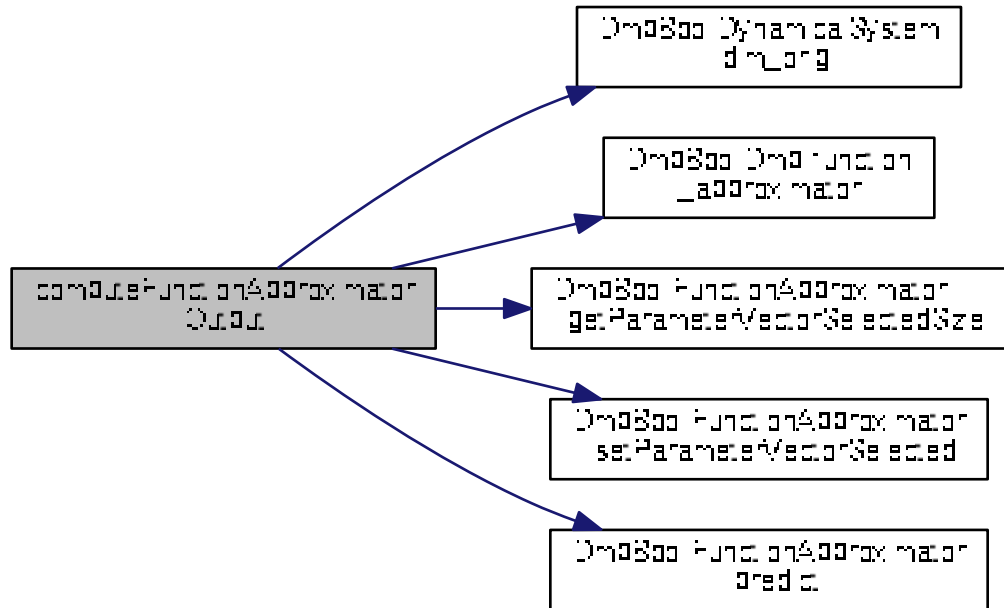 computeFunctionApproximator
Output
DmpBbo::DynamicalSystem
::dim_orig
DmpBbo::Dmp::function
_approximator
DmpBbo::FunctionApproximator
::getParameterVectorSelectedSize
DmpBbo::FunctionApproximator
::setParameterVectorSelected
DmpBbo::FunctionApproximator
::predict